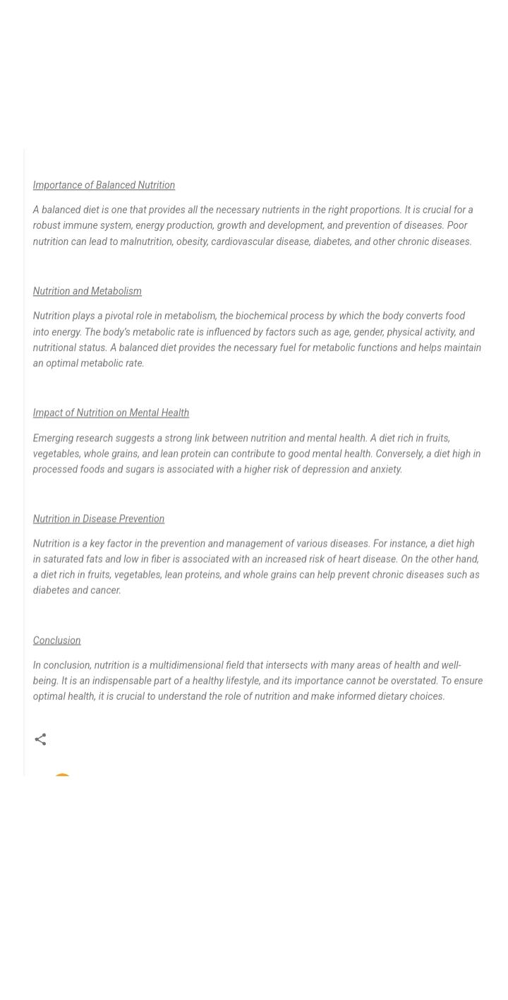 Importance of Balanced Nutrition
A balanced diet is one that provides all the necessary nutrients in the right proportions. It is crucial for a
robust immune system, energy production, growth and development, and prevention of diseases. Poor
nutrition can lead to malnutrition, obesity, cardiovascular disease, diabetes, and other chronic diseases.
Nutrition and Metabolism
Nutrition plays a pivotal role in metabolism, the biochemical process by which the body converts food
into energy. The body’s metabolic rate is influenced by factors such as age, gender, physical activity, and
nutritional status. A balanced diet provides the necessary fuel for metabolic functions and helps maintain
an optimal metabolic rate.
Impact of Nutrition on Mental Health
Emerging research suggests a strong link between nutrition and mental health. A diet rich in fruits,
vegetables, whole grains, and lean protein can contribute to good mental health. Conversely, a diet high in
processed foods and sugars is associated with a higher risk of depression and anxiety.
Nutrition in Disease Prevention
Nutrition is a key factor in the prevention and management of various diseases. For instance, a diet high
in saturated fats and low in fiber is associated with an increased risk of heart disease. On the other hand,
a diet rich in fruits, vegetables, lean proteins, and whole grains can help prevent chronic diseases such as
diabetes and cancer.
Conclusion
In conclusion, nutrition is a multidimensional field that intersects with many areas of health and well-
being. It is an indispensable part of a healthy lifestyle, and its importance cannot be overstated. To ensure
optimal health, it is crucial to understand the role of nutrition and make informed dietary choices.